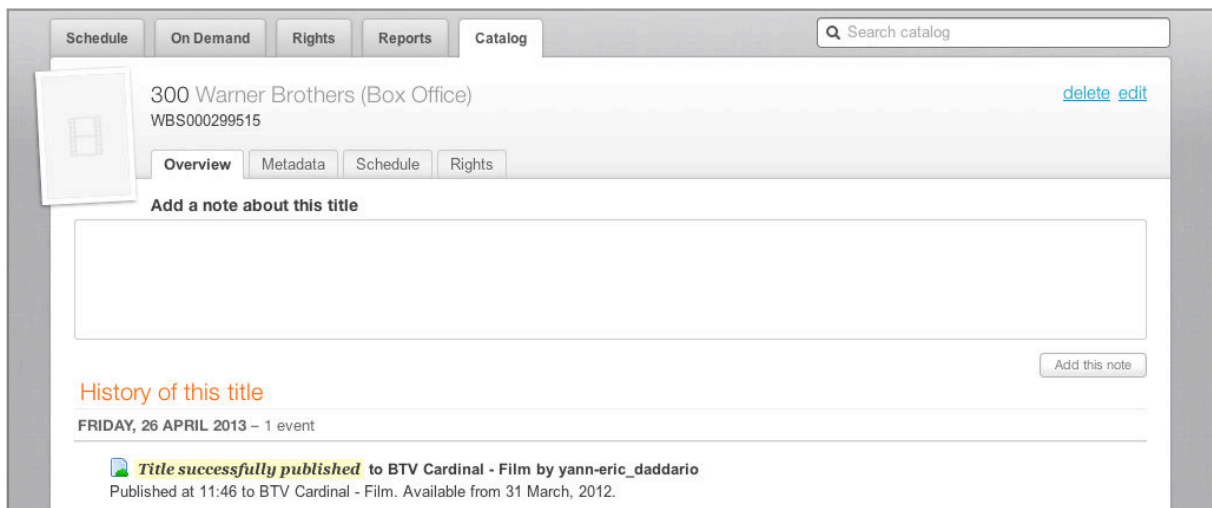 Schedule On Demand Rights Reports Catalog Search catalog
300 Warner Brothers (Box Office) delete edit
WBS000299515
Overview Metadata Schedule Rights
Add a note about this title
Add this note
History of this title
FRIDAY, 26 APRIL 2013 – 1 event
Title successfully published to BTV Cardinal - Film by yann-eric_daddario
Published at 11:46 to BTV Cardinal - Film. Available from 31 March, 2012.